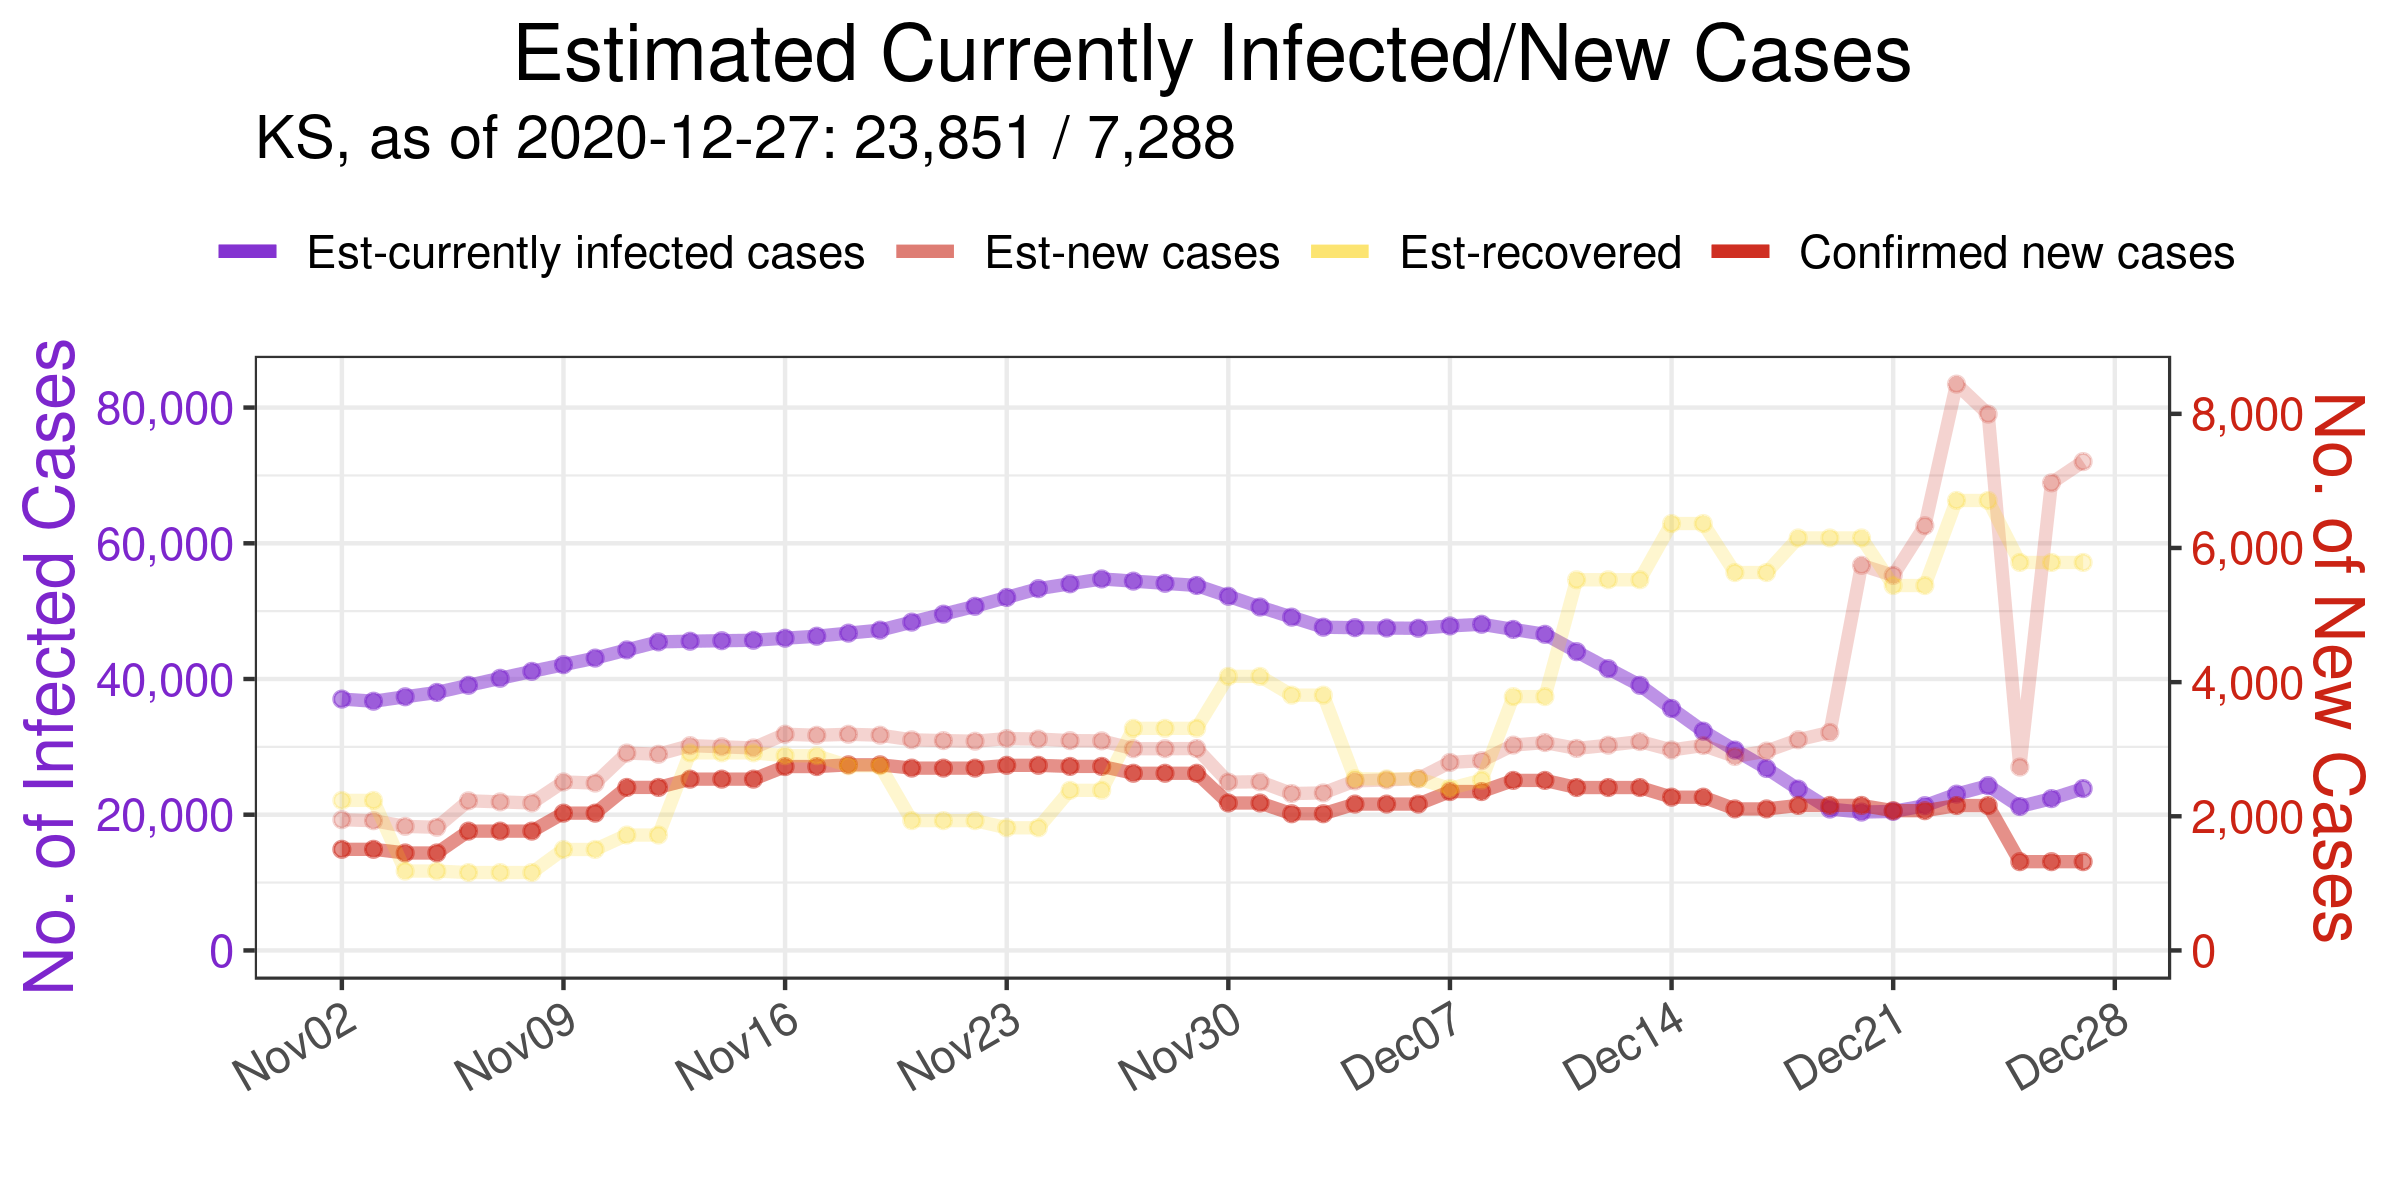 Estimated Currently Infected/New Cases
KS, as of 2020-12-27: 23,851 / 7,288
Est-currently infected cases Est-new cases Est-recovered Confirmed new cases
No. of Infected Cases
80,000
60,000
40,000
20,000
0
8,000
6,000
4,000
2,000
0
No. of New Cases
Nov02 Nov09 Nov16 Nov23 Nov30 Dec07 Dec14 Dec21 Dec28